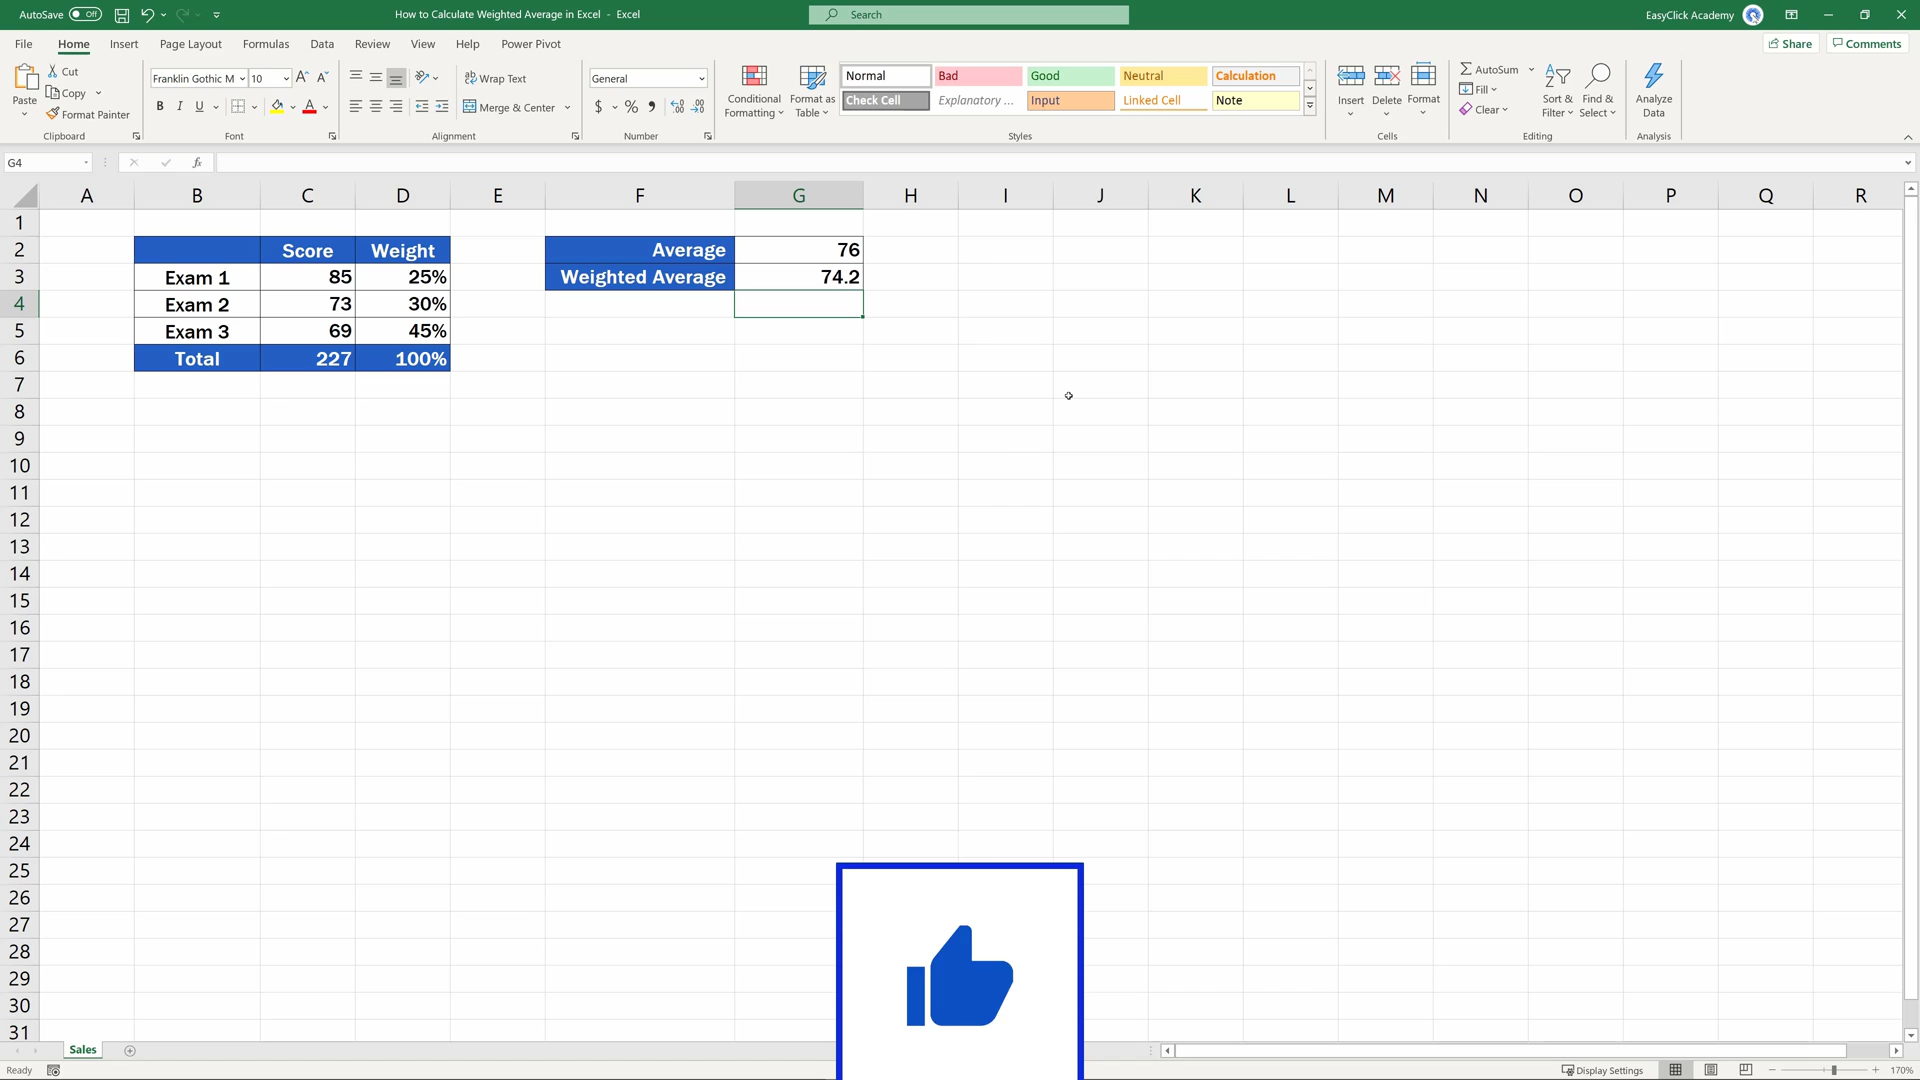 AutoSave Off How to Calculate Weighted Average in Excel - Excel Search EasyClick Academy
File Home Insert Page Layout Formulas Data Review View Help Power Pivot Share Comments
Paste Cut Copy Format Painter
Clipboard
Franklin Gothic M 10
B I U A
Font
Wrap Text
Merge & Center
Alignment
General
$ %
Number
Conditional Formatting
Format as Table
Normal Bad Good Neutral Calculation
Check Cell Explanatory ... Input Linked Cell Note
Styles
Insert Delete Format
Cells
AutoSum
Fill
Clear
Sort & Filter
Find & Select
Editing
Analyze Data
Analysis
G4 fx
A B C D E F G H I J K L M N O P Q R
1
2 Score Weight Average 76
3 Exam 1 85 25% Weighted Average 74.2
4 Exam 2 73 30%
5 Exam 3 69 45%
6 Total 227 100%
7
8
9
10
11
12
13
14
15
16
17
18
19
20
21
22
23
24
25
26
27
28
29
30
31
Sales
Ready Display Settings 170%